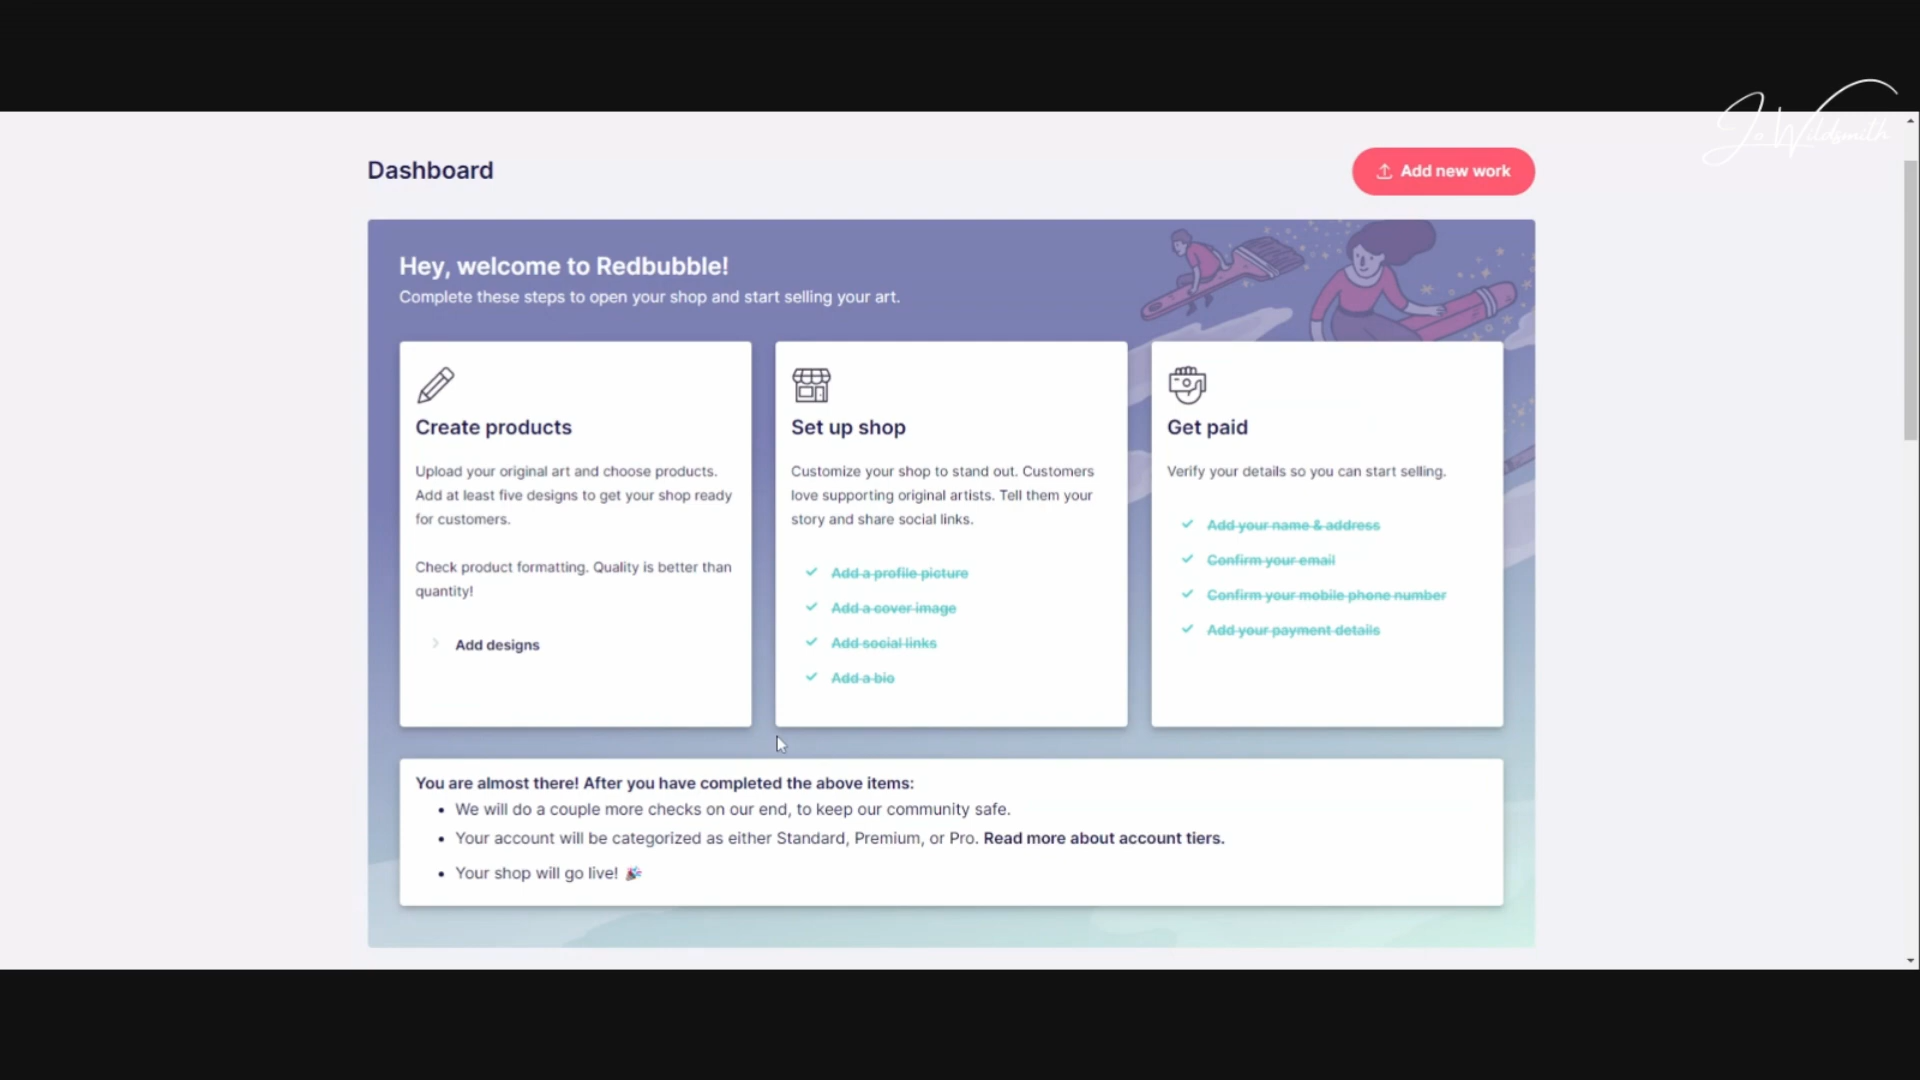 Jo Wildsmith
Dashboard
Add new work
Hey, welcome to Redbubble!
Complete these steps to open your shop and start selling your art.
Create products
Upload your original art and choose products.
Add at least five designs to get your shop ready
for customers.
Check product formatting. Quality is better than
quantity!
Add designs
Set up shop
Customize your shop to stand out. Customers
love supporting original artists. Tell them your
story and share social links.
Add a profile picture
Add a cover image
Add social links
Add a bio
Get paid
Verify your details so you can start selling.
Add your name & address
Confirm your email
Confirm your mobile phone number
Add your payment details
You are almost there! After you have completed the above items:
• We will do a couple more checks on our end, to keep our community safe.
• Your account will be categorized as either Standard, Premium, or Pro. Read more about account tiers.
• Your shop will go live! 🎉